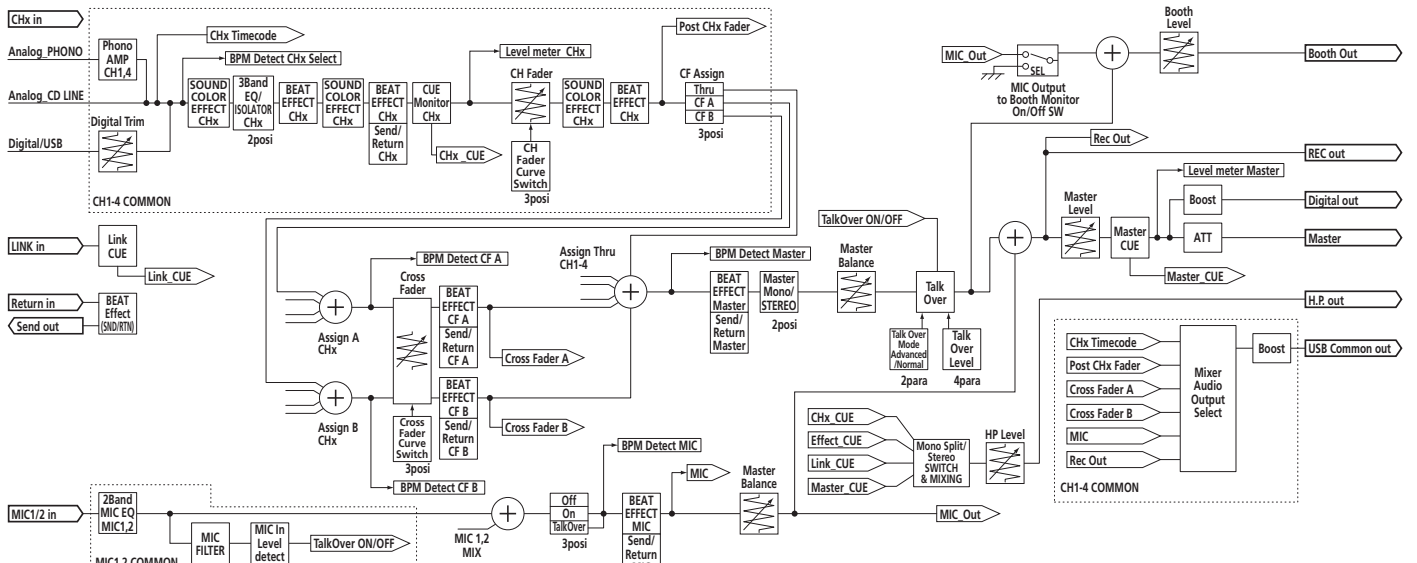 CHx in
Analog_PHONO
Phono
AMP
CH1,4
CHx Timecode
BPM Detect CHx Select
Analog_CD LINE
Digital Trim
Digital/USB
SOUND
COLOR
EFFECT
CHx
3Band
EQ/
ISOLATOR
CHx
2posi
BEAT
EFFECT
CHx
SOUND
COLOR
EFFECT
CHx
BEAT
EFFECT
CHx
Send/
Return
CHx
CUE
Monitor
CHx
CHx _CUE
Level meter CHx
CH Fader
CH
Fader
Curve
Switch
3posi
SOUND
COLOR
EFFECT
CHx
BEAT
EFFECT
CHx
Post CHx Fader
CF Assign
Thru
CF A
CF B
3posi
CH1-4 COMMON
MIC_Out
SEL
MIC Output
to Booth Monitor
On/Off SW
Booth
Level
Booth Out
Rec Out
REC out
Level meter Master
Master
Level
Master
CUE
Boost
Digital out
ATT
Master
Master_CUE
LINK in
Link
CUE
Link_CUE
Return in
Send out
BEAT
Effect
(SND/RTN)
BPM Detect CF A
Assign A
CHx
Assign B
CHx
Cross
Fader
Cross
Fader
Curve
Switch
3posi
BPM Detect CF B
BEAT
EFFECT
CF A
Send/
Return
CF A
Cross Fader A
BEAT
EFFECT
CF B
Send/
Return
CF B
Cross Fader B
Assign Thru
CH1-4
BPM Detect Master
BEAT
EFFECT
Master
Send/
Return
Master
Master
Mono/
STEREO
2posi
Master
Balance
TalkOver ON/OFF
Talk
Over
Talk Over
Mode
Advanced
/Normal
2para
Talk
Over
Level
4para
H.P. out
CHx Timecode
Post CHx Fader
Cross Fader A
Cross Fader B
MIC
Rec Out
Mixer
Audio
Output
Select
Boost
USB Common out
CH1-4 COMMON
CHx_CUE
Effect_CUE
Link_CUE
Master_CUE
Mono Split/
Stereo
SWITCH
& MIXING
HP Level
MIC1/2 in
2Band
MIC EQ
MIC1,2
MIC
FILTER
MIC In
Level
detect
TalkOver ON/OFF
MIC1,2 COMMON
MIC 1,2
MIX
Off
On
TalkOver
3posi
BPM Detect MIC
BEAT
EFFECT
MIC
Send/
Return
MIC
Master
Balance
MIC_Out